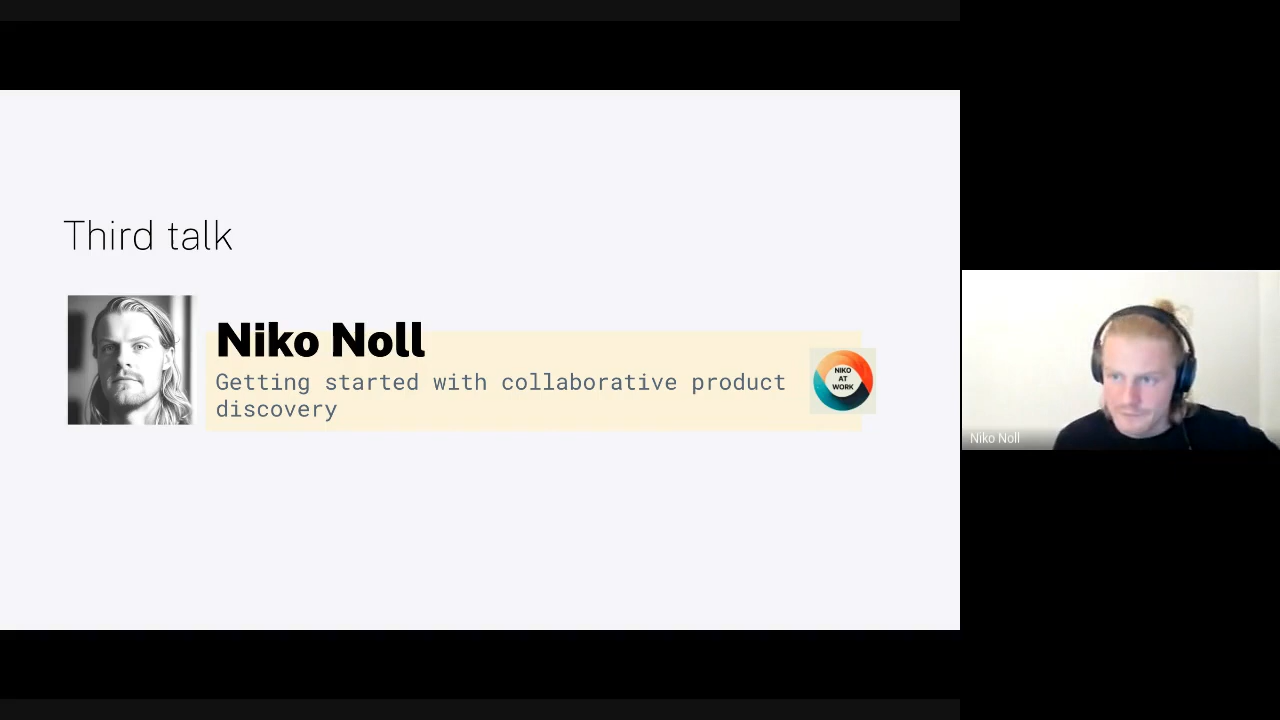 Third talk
Niko Noll
Getting started with collaborative product
discovery
NIKO
AT
WORK
Niko Noll